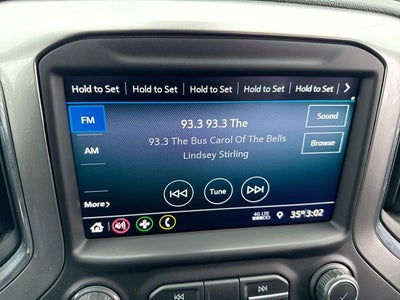 Hold to Set Hold to Set Hold to Set Hold to Set Hold to Set
FM
93.3 93.3 The
Sound
AM
93.3 The Bus Carol Of The Bells
Browse
Lindsey Stirling
Tune
More
4G LTE
35° 3:02